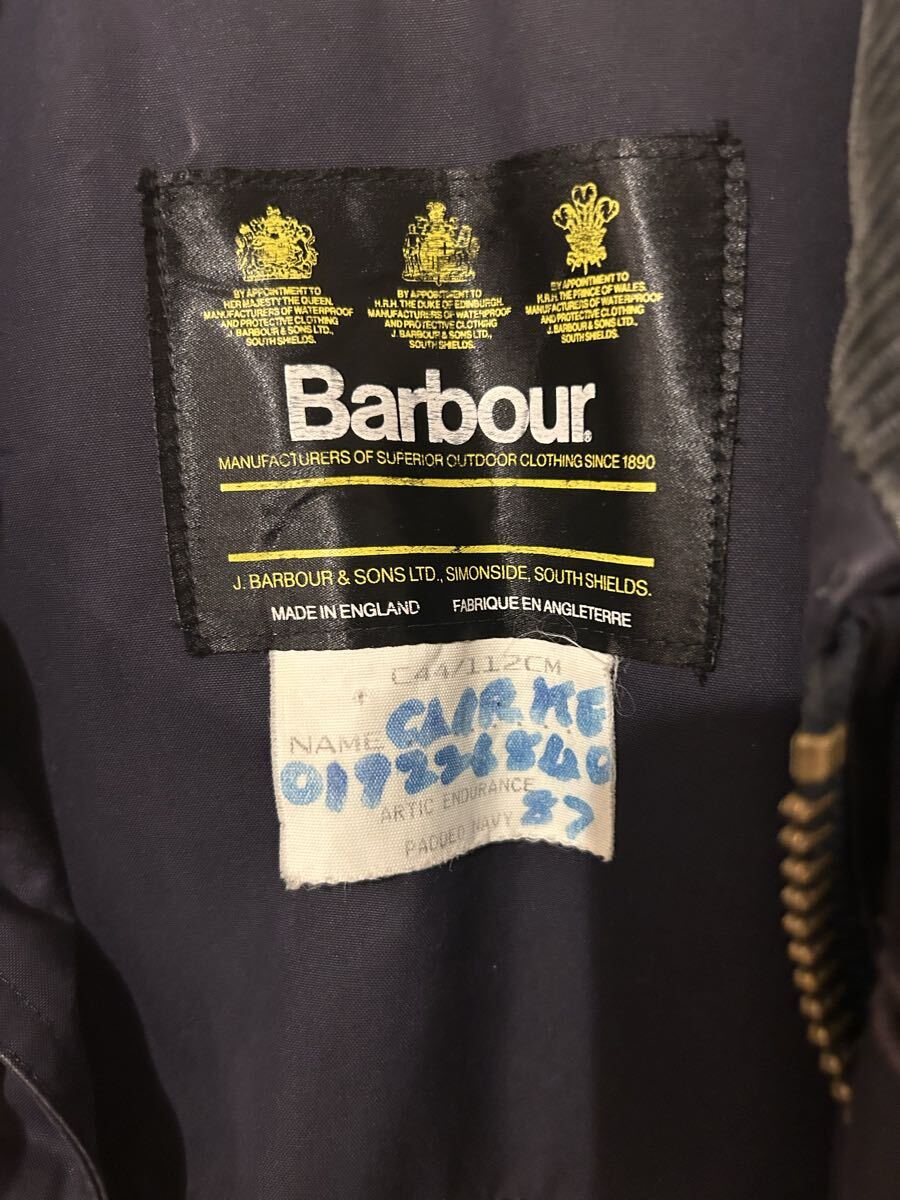 BY APPOINTMENT TO
HER MAJESTY THE QUEEN.
MANUFACTURERS OF WATERPROOF
AND PROTECTIVE CLOTHING
J. BARBOUR & SONS LTD.,
SOUTH SHIELDS.
BY APPOINTMENT TO
H.R.H. THE DUKE OF EDINBURGH.
MANUFACTURERS OF WATERPROOF
AND PROTECTIVE CLOTHING
J. BARBOUR & SONS LTD.,
SOUTH SHIELDS.
BY APPOINTMENT TO
H.R.H. THE PRINCE OF WALES.
MANUFACTURERS OF WATERPROOF
AND PROTECTIVE CLOTHING
J. BARBOUR & SONS LTD.,
SOUTH SHIELDS.
Barbour.
MANUFACTURERS OF SUPERIOR OUTDOOR CLOTHING SINCE 1890
J. BARBOUR & SONS LTD., SIMONSIDE, SOUTH SHIELDS.
MADE IN ENGLAND FABRIQUE EN ANGLETERRE
C44/112CM
NAME
ARTIC ENDURANCE
PADDED NAVY 87